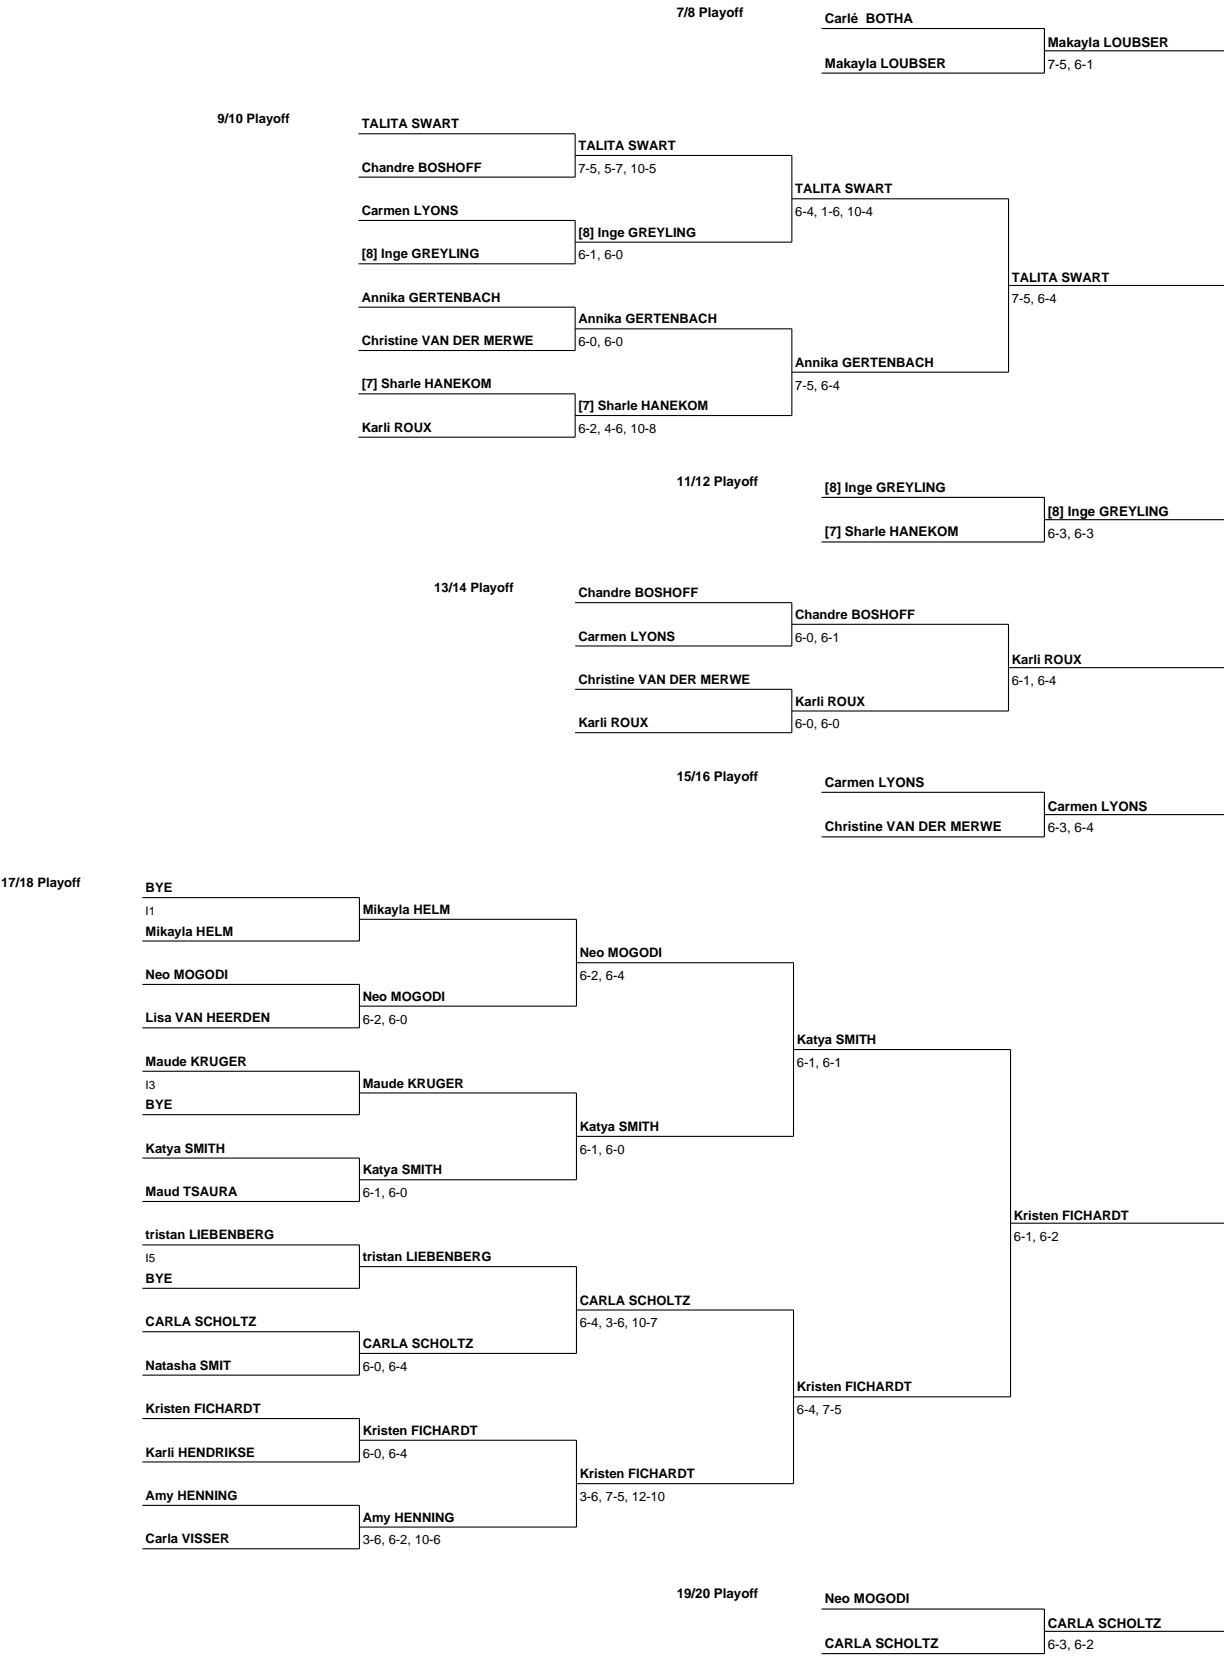 7/8 Playoff
Carlé  BOTHA
Makayla LOUBSER
Makayla LOUBSER
7-5, 6-1
9/10 Playoff
TALITA SWART
TALITA SWART
Chandre BOSHOFF
7-5, 5-7, 10-5
TALITA SWART
Carmen LYONS
6-4, 1-6, 10-4
[8] Inge GREYLING
[8] Inge GREYLING
6-1, 6-0
TALITA SWART
Annika GERTENBACH
7-5, 6-4
Annika GERTENBACH
Christine VAN DER MERWE
6-0, 6-0
Annika GERTENBACH
[7] Sharle HANEKOM
7-5, 6-4
[7] Sharle HANEKOM
Karli ROUX
6-2, 4-6, 10-8
11/12 Playoff
[8] Inge GREYLING
[8] Inge GREYLING
[7] Sharle HANEKOM
6-3, 6-3
13/14 Playoff
Chandre BOSHOFF
Chandre BOSHOFF
Carmen LYONS
6-0, 6-1
Karli ROUX
Christine VAN DER MERWE
6-1, 6-4
Karli ROUX
Karli ROUX
6-0, 6-0
15/16 Playoff
Carmen LYONS
Carmen LYONS
Christine VAN DER MERWE
6-3, 6-4
17/18 Playoff
BYE
I1
Mikayla HELM
Mikayla HELM
Neo MOGODI
Neo MOGODI
6-2, 6-4
Neo MOGODI
Lisa VAN HEERDEN
6-2, 6-0
Katya SMITH
Maude KRUGER
6-1, 6-1
I3
Maude KRUGER
BYE
Katya SMITH
Katya SMITH
6-1, 6-0
Katya SMITH
Maud TSAURA
6-1, 6-0
Kristen FICHARDT
tristan LIEBENBERG
6-1, 6-2
I5
tristan LIEBENBERG
BYE
CARLA SCHOLTZ
CARLA SCHOLTZ
6-4, 3-6, 10-7
CARLA SCHOLTZ
Natasha SMIT
6-0, 6-4
Kristen FICHARDT
Kristen FICHARDT
6-4, 7-5
Kristen FICHARDT
Karli HENDRIKSE
6-0, 6-4
Kristen FICHARDT
Amy HENNING
3-6, 7-5, 12-10
Amy HENNING
Carla VISSER
3-6, 6-2, 10-6
19/20 Playoff
Neo MOGODI
CARLA SCHOLTZ
CARLA SCHOLTZ
6-3, 6-2